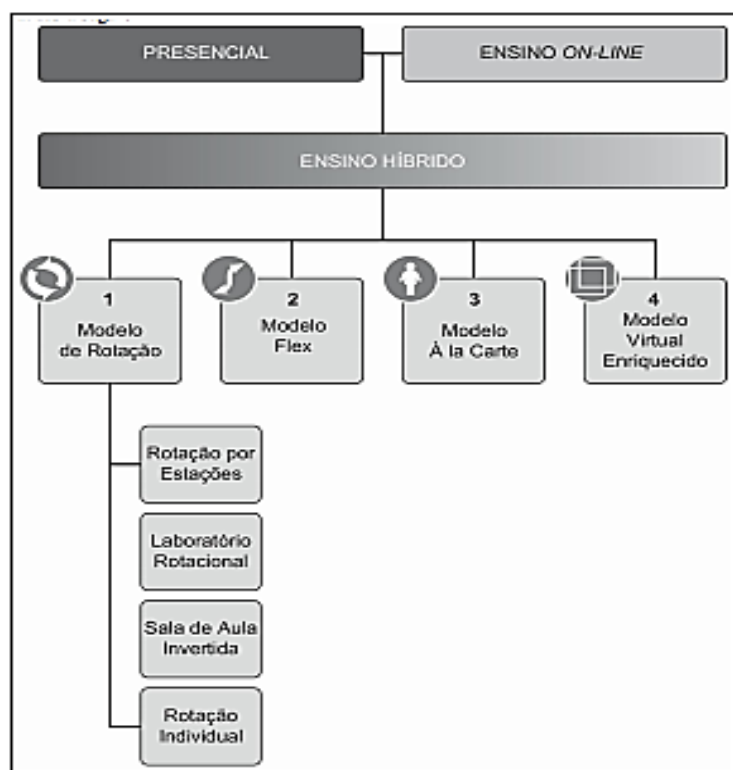 PRESENCIAL
ENSINO ON-LINE
ENSINO HÍBRIDO
1
Modelo
de Rotação
2
Modelo
Flex
3
Modelo
À la Carte
4
Modelo
Virtual
Enriquecido
Rotação por
Estações
Laboratório
Rotacional
Sala de Aula
Invertida
Rotação
Individual